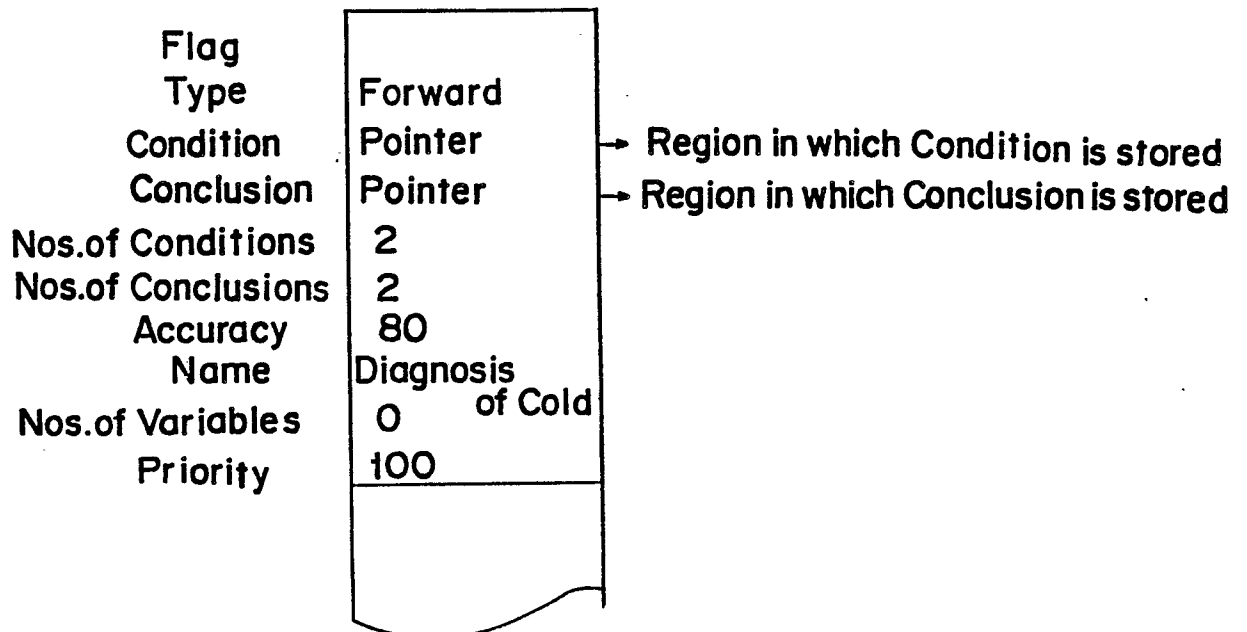 Flag
Type Forward
Condition Pointer → Region in which Condition is stored
Conclusion Pointer → Region in which Conclusion is stored
Nos.of Conditions 2
Nos.of Conclusions 2
Accuracy 80
Name Diagnosis
of Cold
Nos.of Variables 0
Priority 100